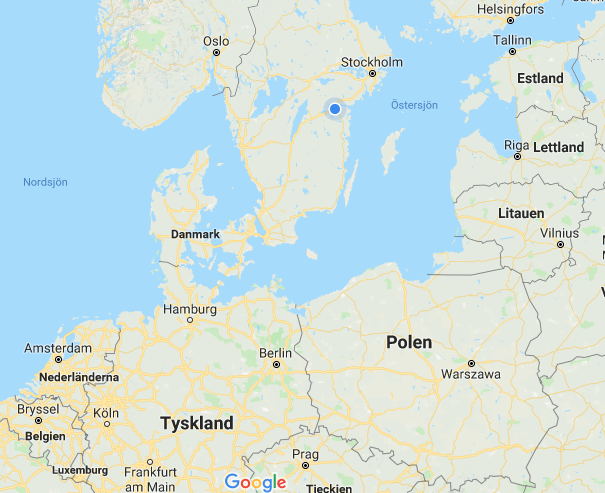 Helsingfors
Oslo
Tallinn
Stockholm
Estland
Östersjön
Riga
Lettland
Nordsjön
Litauen
Vilnius
Danmark
Hamburg
Polen
Amsterdam
Berlin
Warszawa
Nederländerna
Bryssel
Köln
Tyskland
Belgien
Prag
Luxemburg
Frankfurt
am Main
Google
Tjeckien